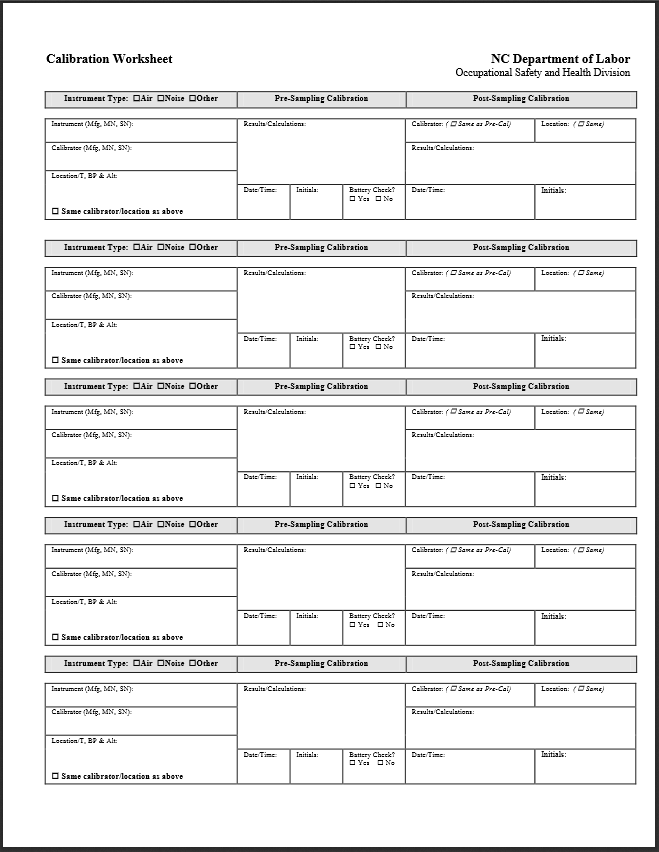 Calibration Worksheet NC Department of Labor
Occupational Safety and Health Division
Instrument Type: ☐Air ☐Noise ☐Other Pre-Sampling Calibration Post-Sampling Calibration
Instrument (Mfg, MN, SN): Results/Calculations: Calibrator: ( ☐ Same as Pre-Cal) Location: ( ☐ Same)
Calibrator (Mfg, MN, SN): Results/Calculations:
Location/T, BP & Alt:
Date/Time: Initials: Battery Check? Date/Time: Initials:
☐ Yes ☐ No
☐ Same calibrator/location as above
Instrument Type: ☐Air ☐Noise ☐Other Pre-Sampling Calibration Post-Sampling Calibration
Instrument (Mfg, MN, SN): Results/Calculations: Calibrator: ( ☐ Same as Pre-Cal) Location: ( ☐ Same)
Calibrator (Mfg, MN, SN): Results/Calculations:
Location/T, BP & Alt:
Date/Time: Initials: Battery Check? Date/Time: Initials:
☐ Yes ☐ No
☐ Same calibrator/location as above
Instrument Type: ☐Air ☐Noise ☐Other Pre-Sampling Calibration Post-Sampling Calibration
Instrument (Mfg, MN, SN): Results/Calculations: Calibrator: ( ☐ Same as Pre-Cal) Location: ( ☐ Same)
Calibrator (Mfg, MN, SN): Results/Calculations:
Location/T, BP & Alt:
Date/Time: Initials: Battery Check? Date/Time: Initials:
☐ Yes ☐ No
☐ Same calibrator/location as above
Instrument Type: ☐Air ☐Noise ☐Other Pre-Sampling Calibration Post-Sampling Calibration
Instrument (Mfg, MN, SN): Results/Calculations: Calibrator: ( ☐ Same as Pre-Cal) Location: ( ☐ Same)
Calibrator (Mfg, MN, SN): Results/Calculations:
Location/T, BP & Alt:
Date/Time: Initials: Battery Check? Date/Time: Initials:
☐ Yes ☐ No
☐ Same calibrator/location as above
Instrument Type: ☐Air ☐Noise ☐Other Pre-Sampling Calibration Post-Sampling Calibration
Instrument (Mfg, MN, SN): Results/Calculations: Calibrator: ( ☐ Same as Pre-Cal) Location: ( ☐ Same)
Calibrator (Mfg, MN, SN): Results/Calculations:
Location/T, BP & Alt:
Date/Time: Initials: Battery Check? Date/Time: Initials:
☐ Yes ☐ No
☐ Same calibrator/location as above